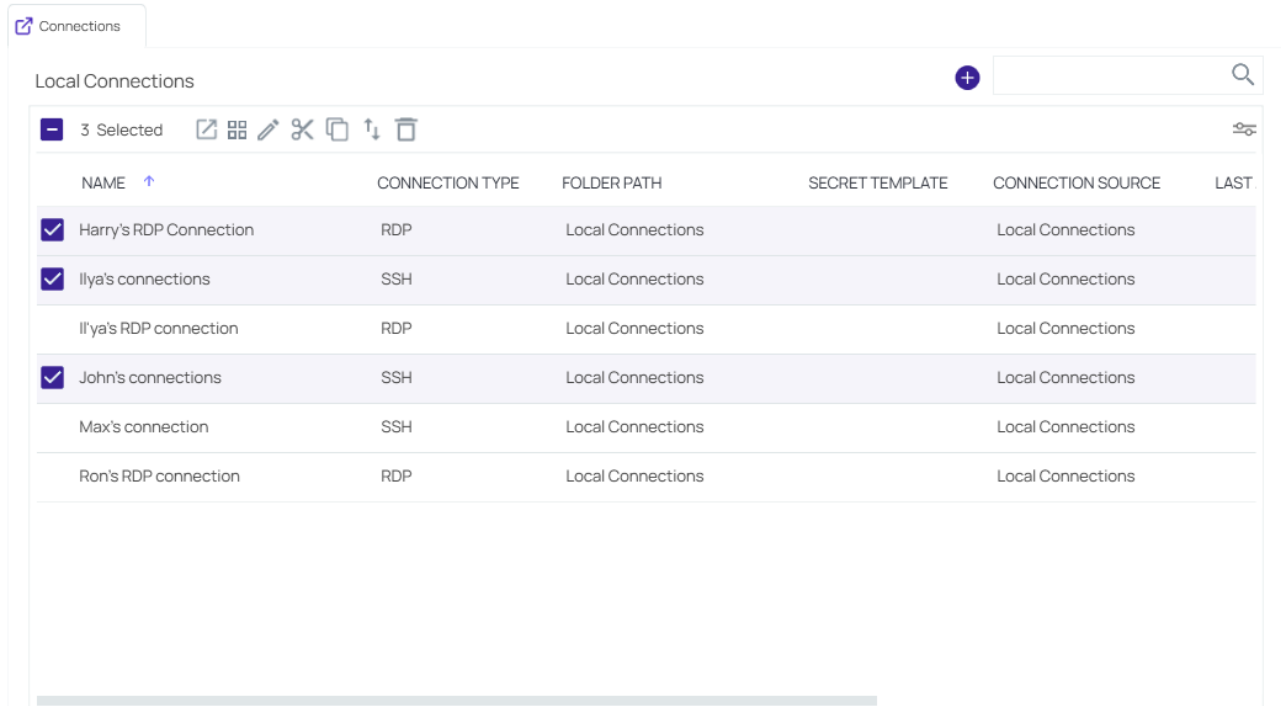 Connections
Local Connections
3 Selected
NAME CONNECTION TYPE FOLDER PATH SECRET TEMPLATE CONNECTION SOURCE LAST
Harry's RDP Connection RDP Local Connections Local Connections
Ilya's connections SSH Local Connections Local Connections
Il'ya's RDP connection RDP Local Connections Local Connections
John's connections SSH Local Connections Local Connections
Max's connection SSH Local Connections Local Connections
Ron's RDP connection RDP Local Connections Local Connections